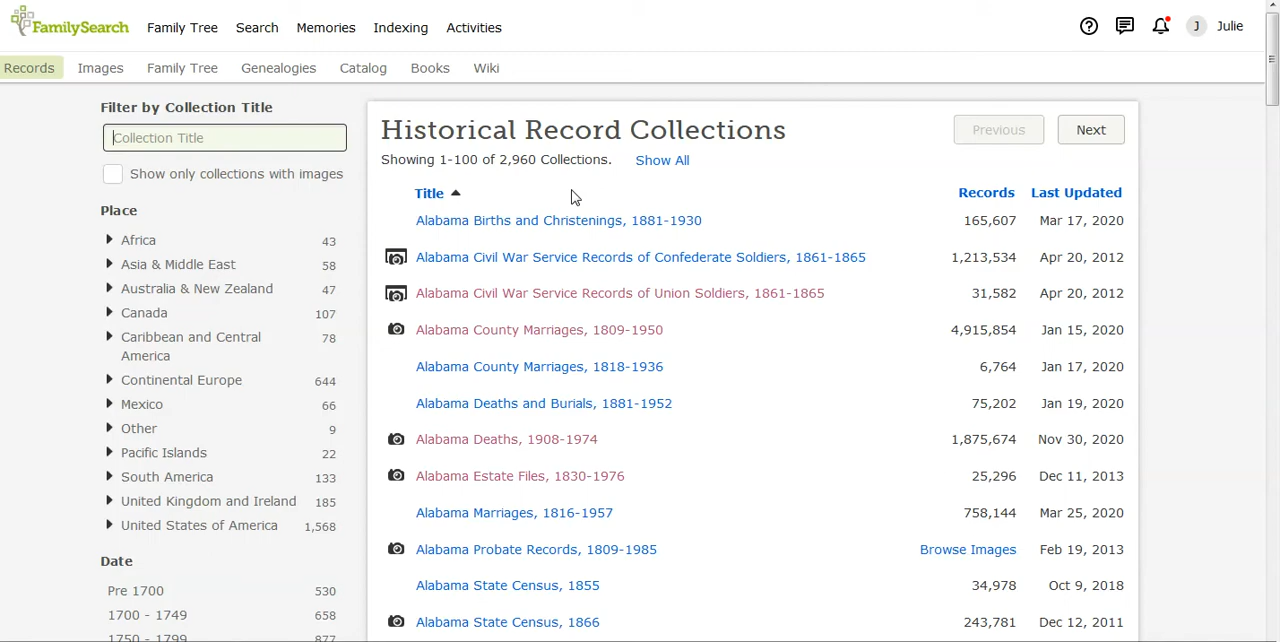 FamilySearch Family Tree Search Memories Indexing Activities J Julie
Records Images Family Tree Genealogies Catalog Books Wiki
Filter by Collection Title
Collection Title
Show only collections with images
Place
Africa 43
Asia & Middle East 58
Australia & New Zealand 47
Canada 107
Caribbean and Central 78
America
Continental Europe 644
Mexico 66
Other 9
Pacific Islands 22
South America 133
United Kingdom and Ireland 185
United States of America 1,568
Date
Pre 1700 530
1700 - 1749 658
1750 - 1799 877
Historical Record Collections Previous Next
Showing 1-100 of 2,960 Collections. Show All
Title Records Last Updated
Alabama Births and Christenings, 1881-1930 165,607 Mar 17, 2020
Alabama Civil War Service Records of Confederate Soldiers, 1861-1865 1,213,534 Apr 20, 2012
Alabama Civil War Service Records of Union Soldiers, 1861-1865 31,582 Apr 20, 2012
Alabama County Marriages, 1809-1950 4,915,854 Jan 15, 2020
Alabama County Marriages, 1818-1936 6,764 Jan 17, 2020
Alabama Deaths and Burials, 1881-1952 75,202 Jan 19, 2020
Alabama Deaths, 1908-1974 1,875,674 Nov 30, 2020
Alabama Estate Files, 1830-1976 25,296 Dec 11, 2013
Alabama Marriages, 1816-1957 758,144 Mar 25, 2020
Alabama Probate Records, 1809-1985 Browse Images Feb 19, 2013
Alabama State Census, 1855 34,978 Oct 9, 2018
Alabama State Census, 1866 243,781 Dec 12, 2011